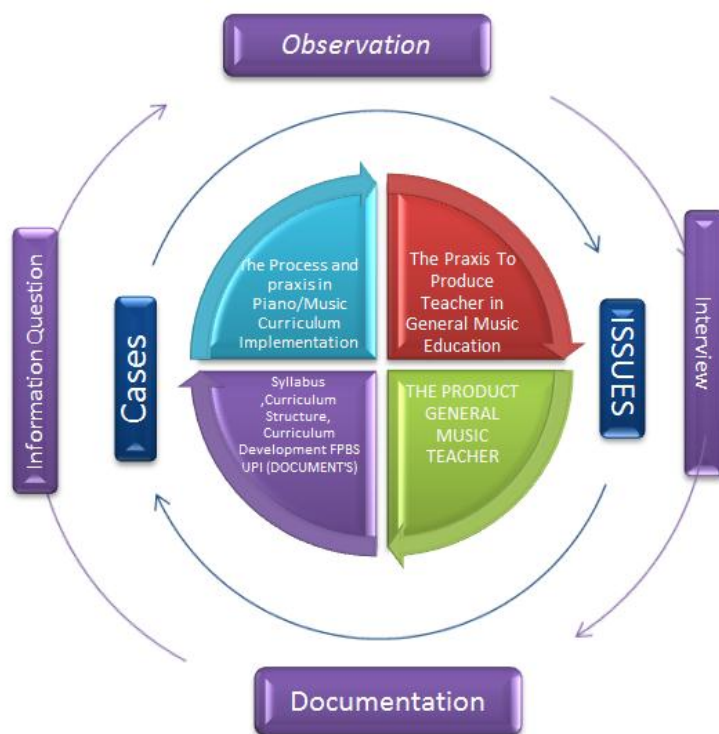 Observation
Information Question
Cases
The Process and
praxis in
Piano/Music
Curriculum
Implementation
The Praxis To
Produce
Teacher in
General Music
Education
ISSUES
Interview
Syllabus
,Curriculum
Structure,
Curriculum
Development FPBS
UPI (DOCUMENT'S)
THE PRODUCT
GENERAL
MUSIC
TEACHER
Documentation